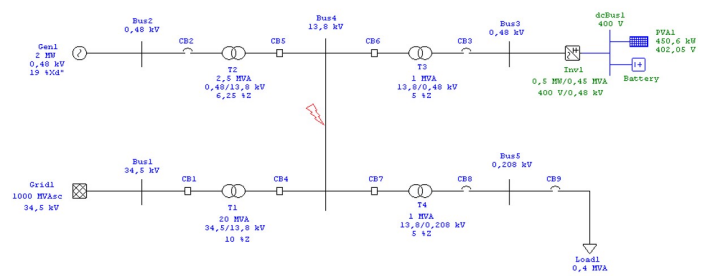 Gen1
2 MW
0,48 kV
19 %Xd"
Bus2
0,48 kV
CB2
T2
2,5 MVA
0,48/13,8 kV
6,25 %Z
CB5
Bus4
13,8 kV
CB6
T3
1 MVA
13,8/0,48 kV
5 %Z
CB3
Bus3
0,48 kV
Inv1
0,5 MW/0,45 MVA
400 V/0,48 kV
dcBus1
400 V
PVA1
450,6 kW
402,05 V
Battery
Grid1
1000 MVAsc
34,5 kV
Bus1
34,5 kV
CB1
T1
20 MVA
34,5/13,8 kV
10 %Z
CB4
CB7
T4
1 MVA
13,8/0,208 kV
5 %Z
CB8
Bus5
0,208 kV
CB9
Load1
0,4 MVA